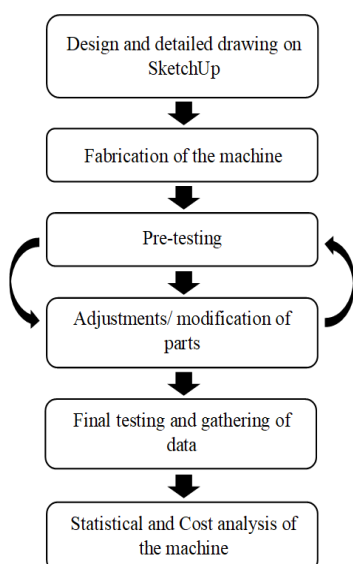 Design and detailed drawing on
SketchUp
Fabrication of the machine
Pre-testing
Adjustments/ modification of
parts
Final testing and gathering of
data
Statistical and Cost analysis of
the machine